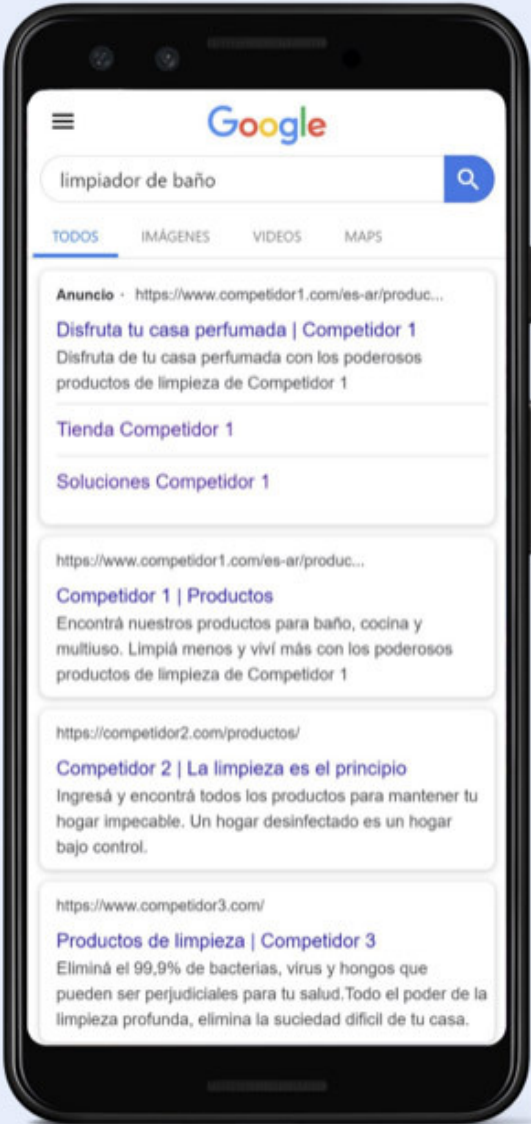 Google
limpiador de baño
TODOS IMÁGENES VIDEOS MAPS
Anuncio · https://www.competidor1.com/es-ar/produc...
Disfruta tu casa perfumada | Competidor 1
Disfruta de tu casa perfumada con los poderosos
productos de limpieza de Competidor 1
Tienda Competidor 1
Soluciones Competidor 1
https://www.competidor1.com/es-ar/produc...
Competidor 1 | Productos
Encontrá nuestros productos para baño, cocina y
multiuso. Limpiá menos y viví más con los poderosos
productos de limpieza de Competidor 1
https://competidor2.com/productos/
Competidor 2 | La limpieza es el principio
Ingresá y encontrá todos los productos para mantener tu
hogar impecable. Un hogar desinfectado es un hogar
bajo control.
https://www.competidor3.com/
Productos de limpieza | Competidor 3
Eliminá el 99,9% de bacterias, virus y hongos que
pueden ser perjudiciales para tu salud.Todo el poder de la
limpieza profunda, elimina la suciedad dificil de tu casa.